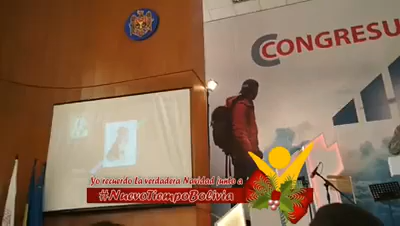 CONGRESU
Yo recuerdo La verdadera Navidad junto a
#NuevoTiempoBolivia